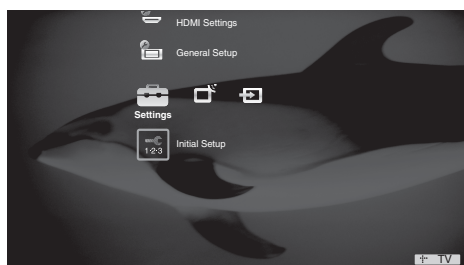 HDMI Settings
General Setup
Settings
1-2-3
Initial Setup
TV